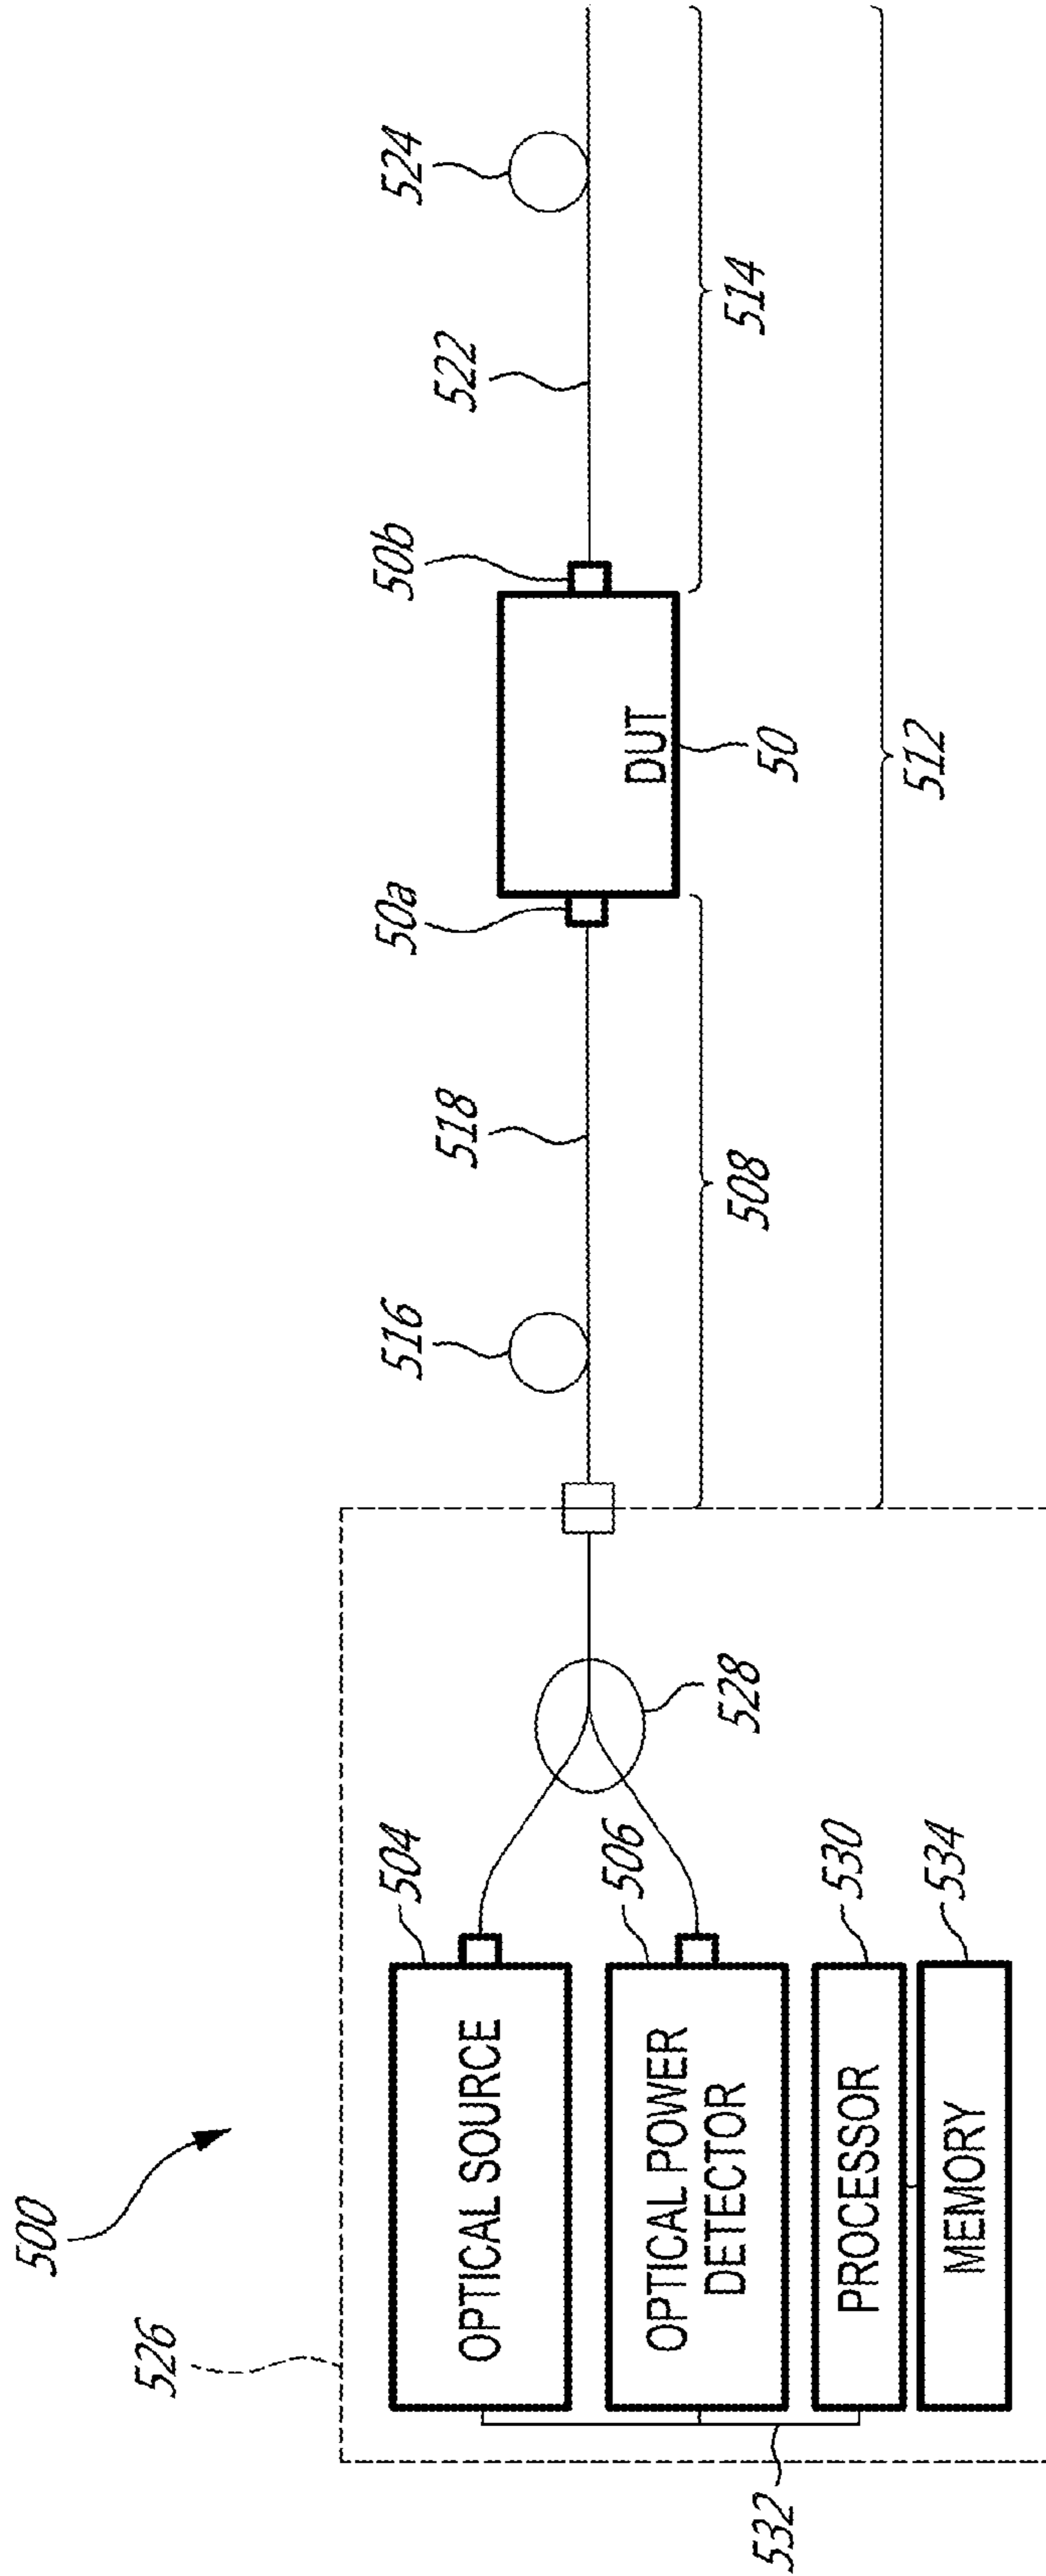 500
526
504
OPTICAL SOURCE
506
OPTICAL POWER
DETECTOR
530
PROCESSOR
534
MEMORY
532
528
516
518
50a
50b
522
524
DUT
50
508
514
512